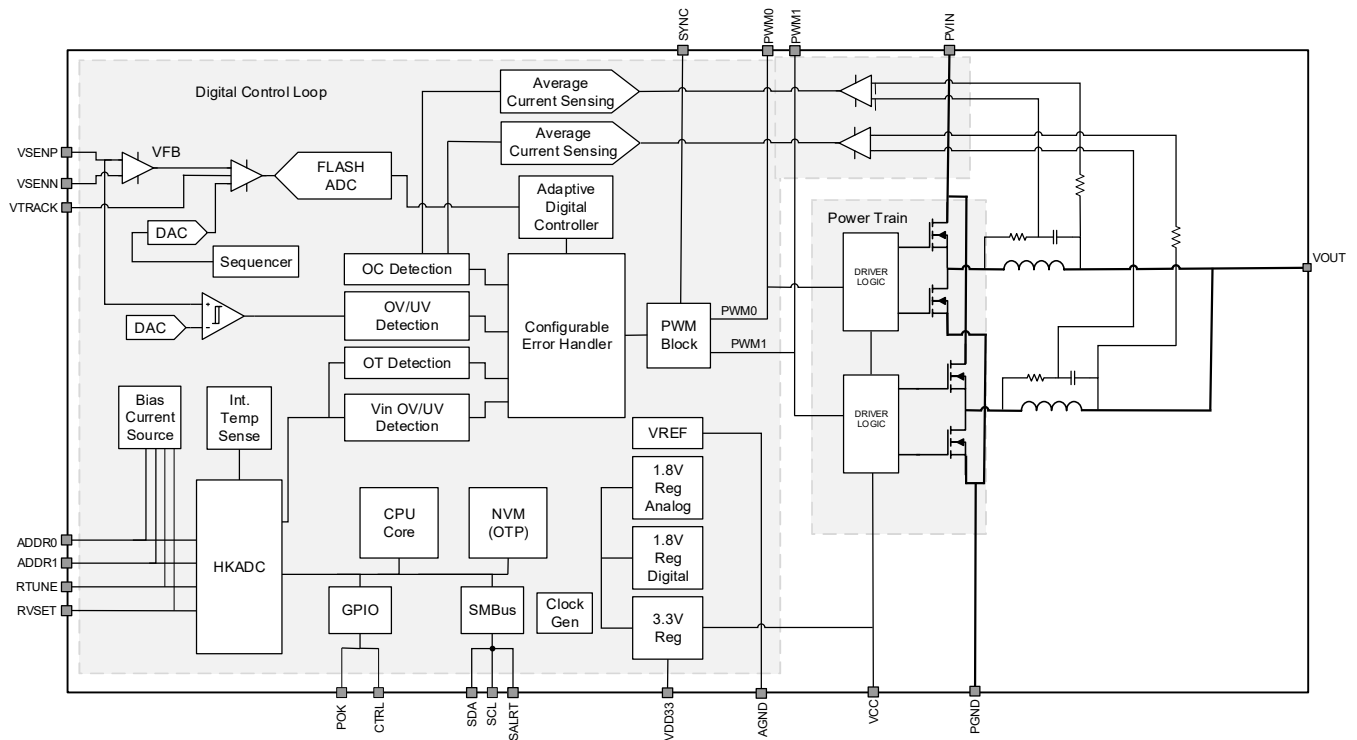 SYNC
PWM0
PWM1
PVIN
Digital Control Loop
Average
Current Sensing
Average
Current Sensing
VSENP
VSENN
VTRACK
VFB
FLASH
ADC
Adaptive
Digital
Controller
DAC
Sequencer
DAC
+
-
OC Detection
OV/UV
Detection
OT Detection
Vin OV/UV
Detection
Configurable
Error Handler
PWM
Block
PWM0
PWM1
Power Train
DRIVER
LOGIC
DRIVER
LOGIC
VOUT
Bias
Current
Source
Int.
Temp
Sense
VREF
1.8V
Reg
Analog
1.8V
Reg
Digital
3.3V
Reg
CPU
Core
NVM
(OTP)
HKADC
GPIO
SMBus
Clock
Gen
ADDR0
ADDR1
RTUNE
RVSET
POK
CTRL
SDA
SCL
SALRT
VDD33
AGND
VCC
PGND